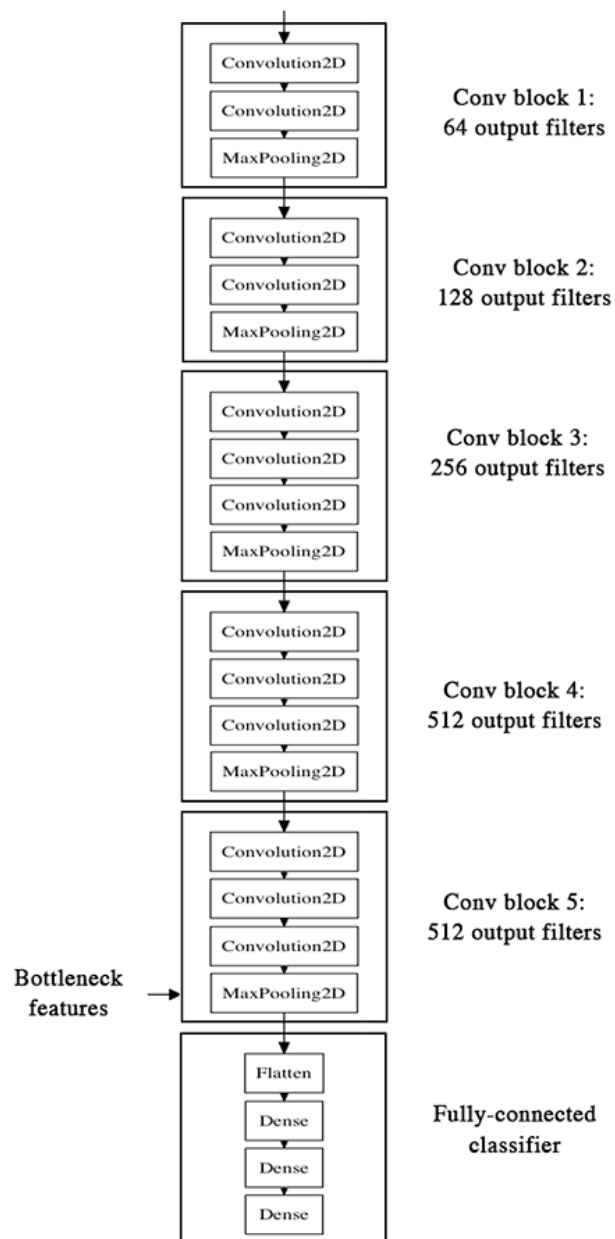 Convolution2D
Convolution2D
MaxPooling2D
Conv block 1:
64 output filters
Convolution2D
Convolution2D
MaxPooling2D
Conv block 2:
128 output filters
Convolution2D
Convolution2D
Convolution2D
MaxPooling2D
Conv block 3:
256 output filters
Convolution2D
Convolution2D
Convolution2D
MaxPooling2D
Conv block 4:
512 output filters
Convolution2D
Convolution2D
Convolution2D
MaxPooling2D
Conv block 5:
512 output filters
Bottleneck
features
Flatten
Dense
Dense
Dense
Fully-connected
classifier